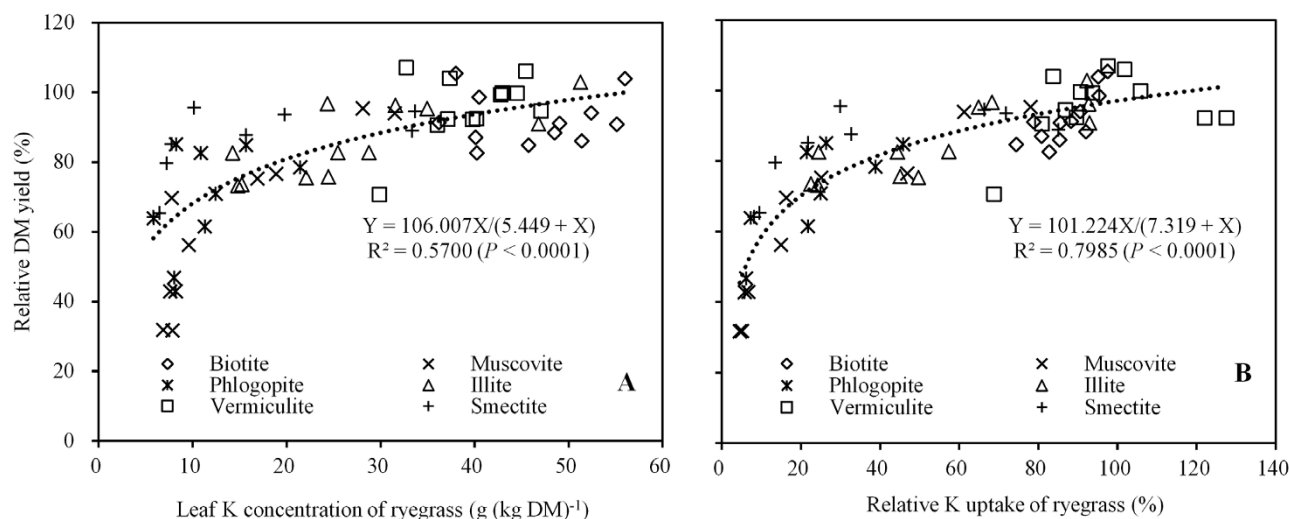 Relative DM yield (%)
120
100
80
60
40
20
0
Y = 106.007X/(5.449 + X)
R² = 0.5700 (P < 0.0001)
Biotite
Muscovite
Phlogopite
Illite
Vermiculite
Smectite
A
0 10 20 30 40 50 60
Leaf K concentration of ryegrass (g (kg DM)⁻¹)
Y = 101.224X/(7.319 + X)
R² = 0.7985 (P < 0.0001)
Biotite
Muscovite
Phlogopite
Illite
Vermiculite
Smectite
B
0 20 40 60 80 100 120 140
Relative K uptake of ryegrass (%)